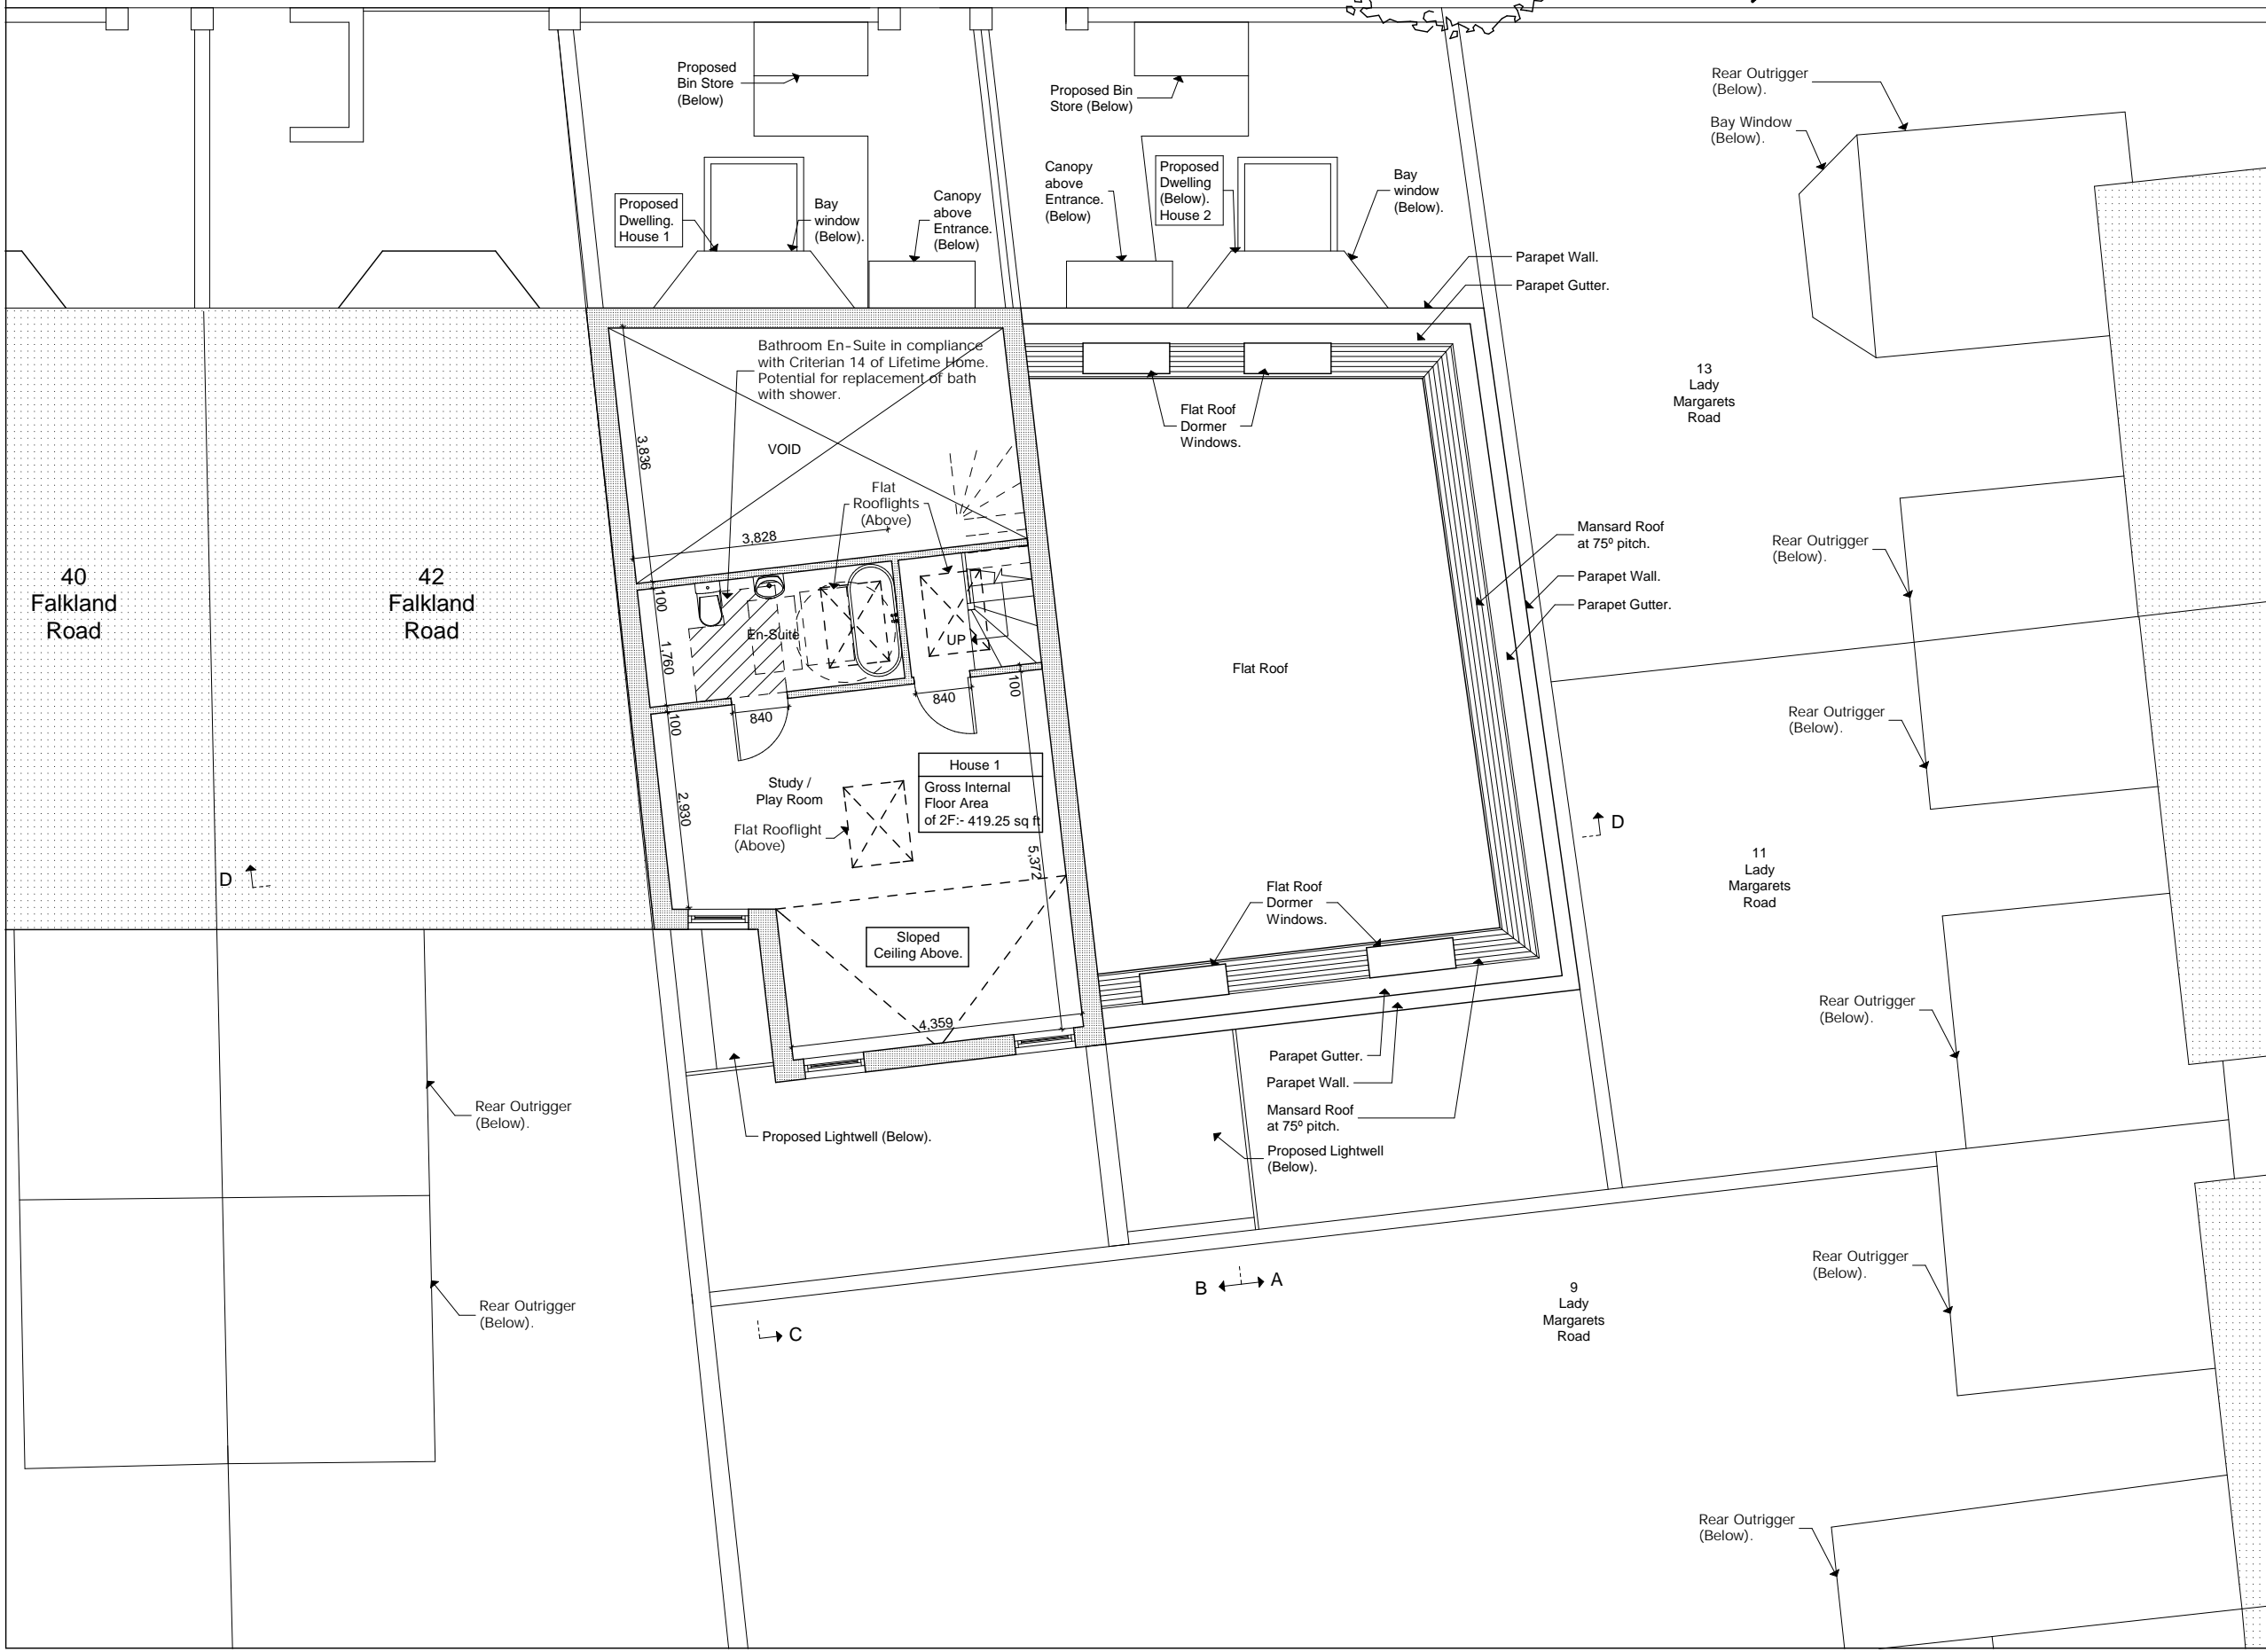 Proposed
Bin Store
(Below)
Proposed Bin
Store (Below)
Rear Outrigger
(Below).
Bay Window
(Below).
Proposed
Dwelling.
House 1
Bay
window
(Below).
Canopy
above
Entrance.
(Below)
Canopy
above
Entrance.
(Below)
Proposed
Dwelling
(Below).
House 2
Bay
window
(Below).
Parapet Wall.
Parapet Gutter.
Bathroom En-Suite in compliance
with Criterian 14 of Lifetime Home.
Potential for replacement of bath
with shower.
VOID
3,836
Flat
Rooflights
(Above)
3,828
Flat Roof
Dormer
Windows.
13
Lady
Margarets
Road
Mansard Roof
at 75º pitch.
Parapet Wall.
Parapet Gutter.
Rear Outrigger
(Below).
40
Falkland
Road
42
Falkland
Road
100
1,760
100
En-Suite
UP
840
840
100
Flat Roof
Rear Outrigger
(Below).
House 1
Gross Internal
Floor Area
of 2F:- 419.25 sq ft
Study /
Play Room
Flat Rooflight
(Above)
2,930
5,372
D
D
11
Lady
Margarets
Road
Flat Roof
Dormer
Windows.
Sloped
Ceiling Above.
4,359
Rear Outrigger
(Below).
Parapet Gutter.
Parapet Wall.
Mansard Roof
at 75º pitch.
Proposed Lightwell
(Below).
Proposed Lightwell (Below).
Rear Outrigger
(Below).
Rear Outrigger
(Below).
B
A
C
9
Lady
Margarets
Road
Rear Outrigger
(Below).
Rear Outrigger
(Below).